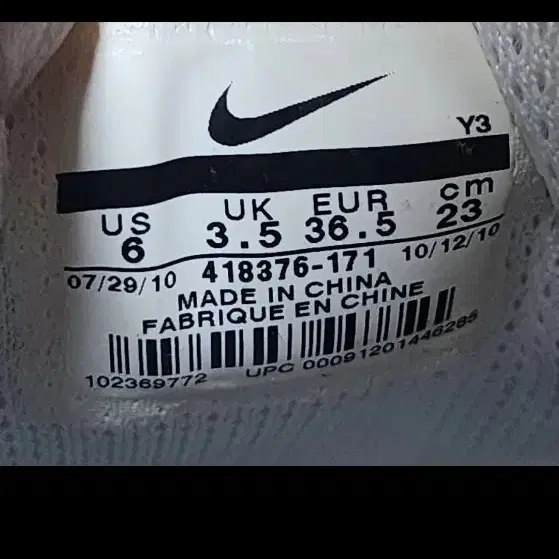 Y3
US UK EUR cm
6 3.5 36.5 23
07/29/10 418376-171 10/12/10
MADE IN CHINA
FABRIQUE EN CHINE
102369772 UPC 00091201446285